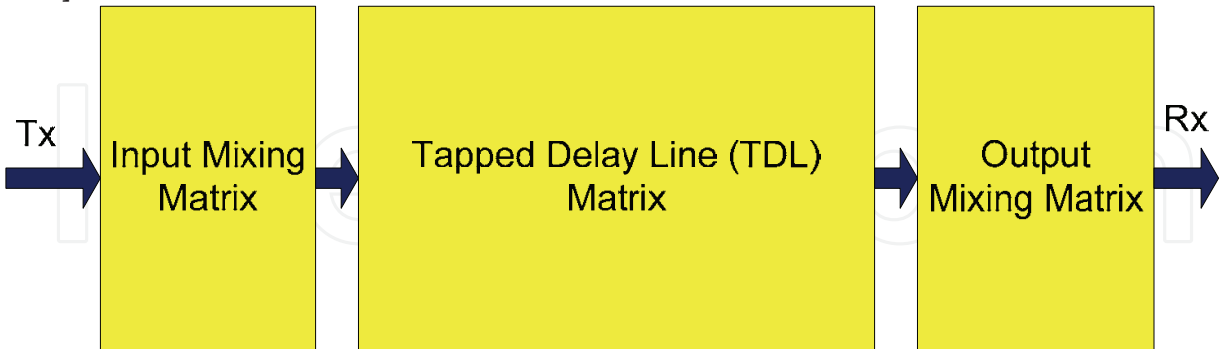 Tx
Input Mixing
Matrix
Tapped Delay Line (TDL)
Matrix
Output
Mixing Matrix
Rx